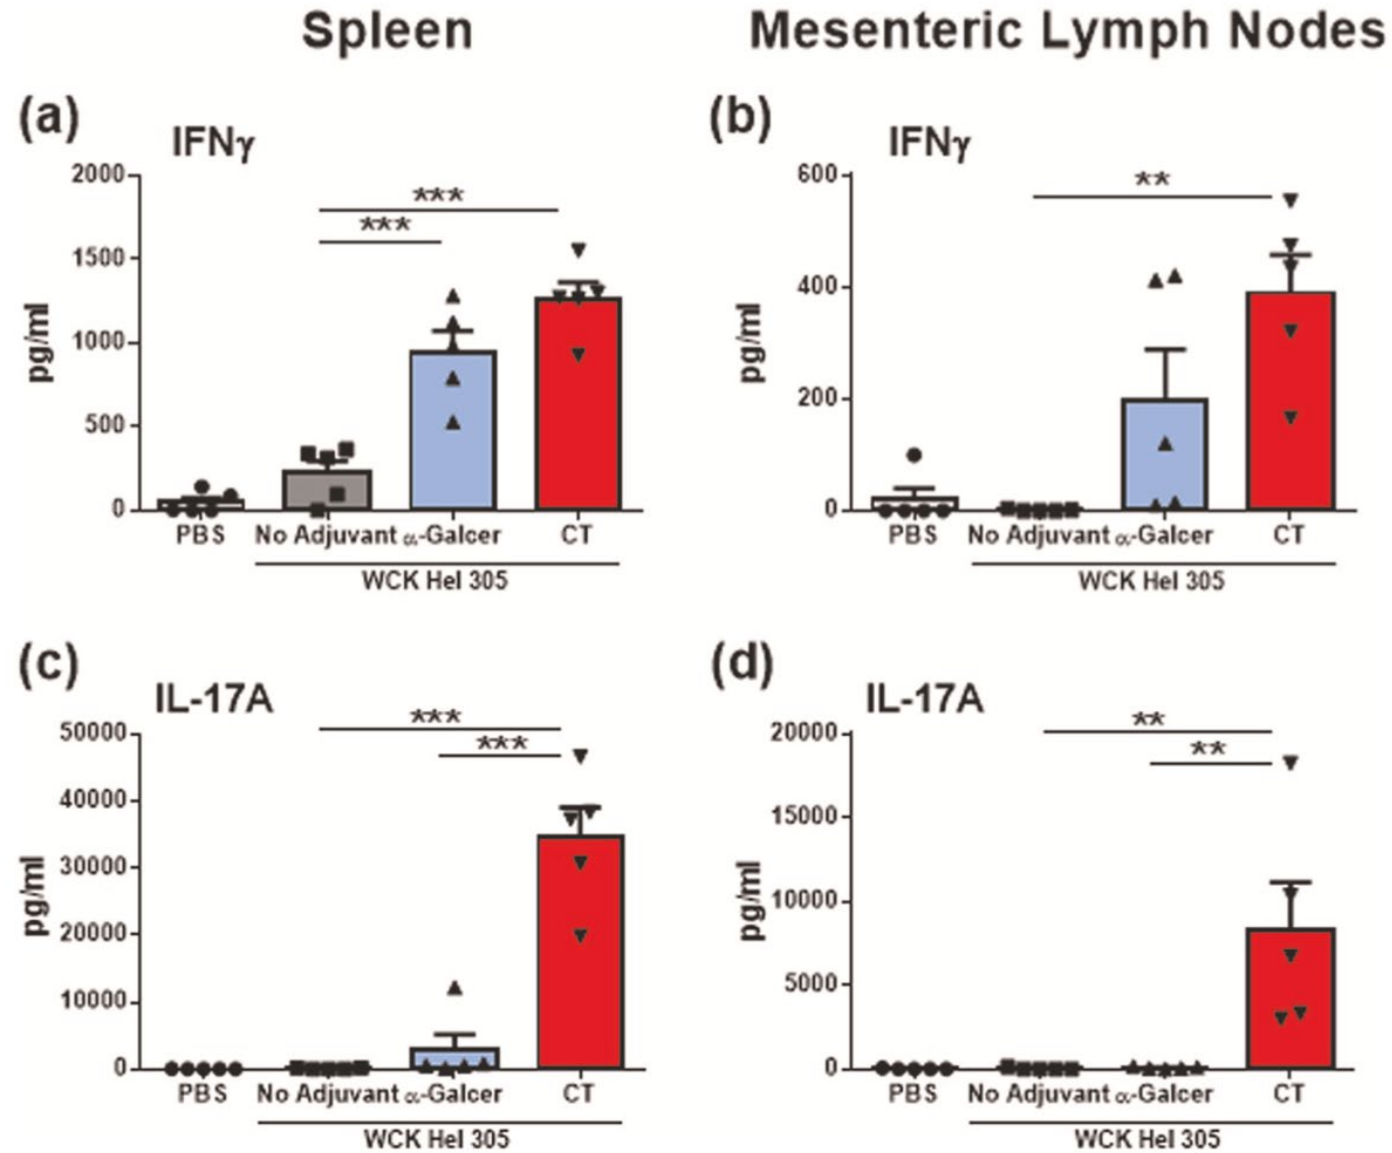 Spleen
Mesenteric Lymph Nodes
(a)
IFNγ
2000
1500
1000
500
0
pg/ml
***
***
PBS No Adjuvant α-Galcer CT
WCK Hel 305
(b)
IFNγ
600
400
200
0
pg/ml
**
PBS No Adjuvant α-Galcer CT
WCK Hel 305
(c)
IL-17A
50000
40000
30000
20000
10000
0
pg/ml
***
***
PBS No Adjuvant α-Galcer CT
WCK Hel 305
(d)
IL-17A
20000
15000
10000
5000
0
pg/ml
**
**
PBS No Adjuvant α-Galcer CT
WCK Hel 305